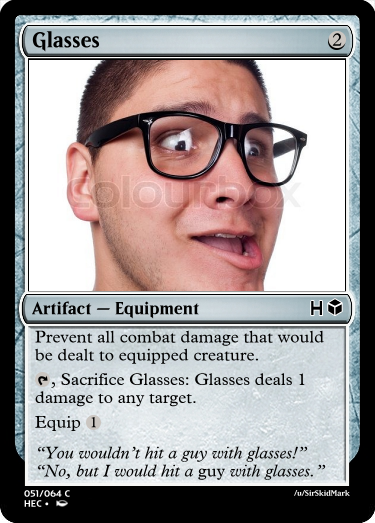 Glasses 2
colourbox
H
Artifact — Equipment
Prevent all combat damage that would
be dealt to equipped creature.
, Sacrifice Glasses: Glasses deals 1
damage to any target.
Equip 1
“You wouldn't hit a guy with glasses!”
“No, but I would hit a guy with glasses.”
051/064 C
HEC •
/u/SirSkidMark